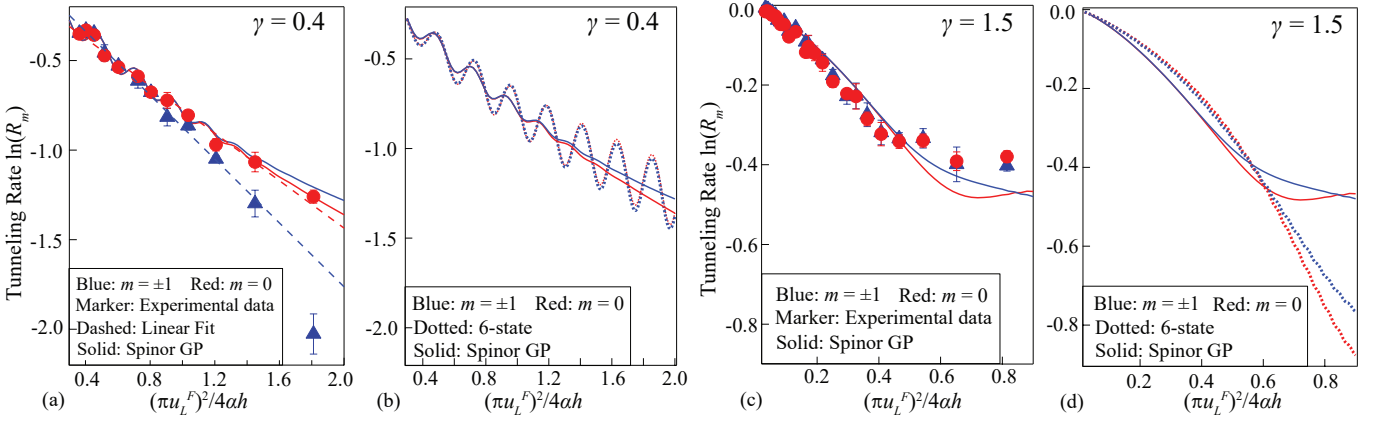 γ = 0.4
Tunneling Rate ln(R_m)
-0.5
-1.0
-1.5
-2.0
Blue: m = ±1 Red: m = 0
Marker: Experimental data
Dashed: Linear Fit
Solid: Spinor GP
0.4 0.8 1.2 1.6 2.0
(a)
(πu_L^F)²/4αh
γ = 0.4
-0.5
-1.0
-1.5
-2.0
Blue: m = ±1 Red: m = 0
Dotted: 6-state
Solid: Spinor GP
0.4 0.8 1.2 1.6 2.0
(b)
(πu_L^F)²/4αh
γ = 1.5
Tunneling Rate ln(R_m)
0.0
-0.2
-0.4
-0.6
-0.8
Blue: m = ±1 Red: m = 0
Marker: Experimental data
Solid: Spinor GP
0.2 0.4 0.6 0.8
(c)
(πu_L^F)²/4αh
γ = 1.5
0.0
-0.2
-0.4
-0.6
-0.8
Blue: m = ±1 Red: m = 0
Dotted: 6-state
Solid: Spinor GP
0.2 0.4 0.6 0.8
(d)
(πu_L^F)²/4αh